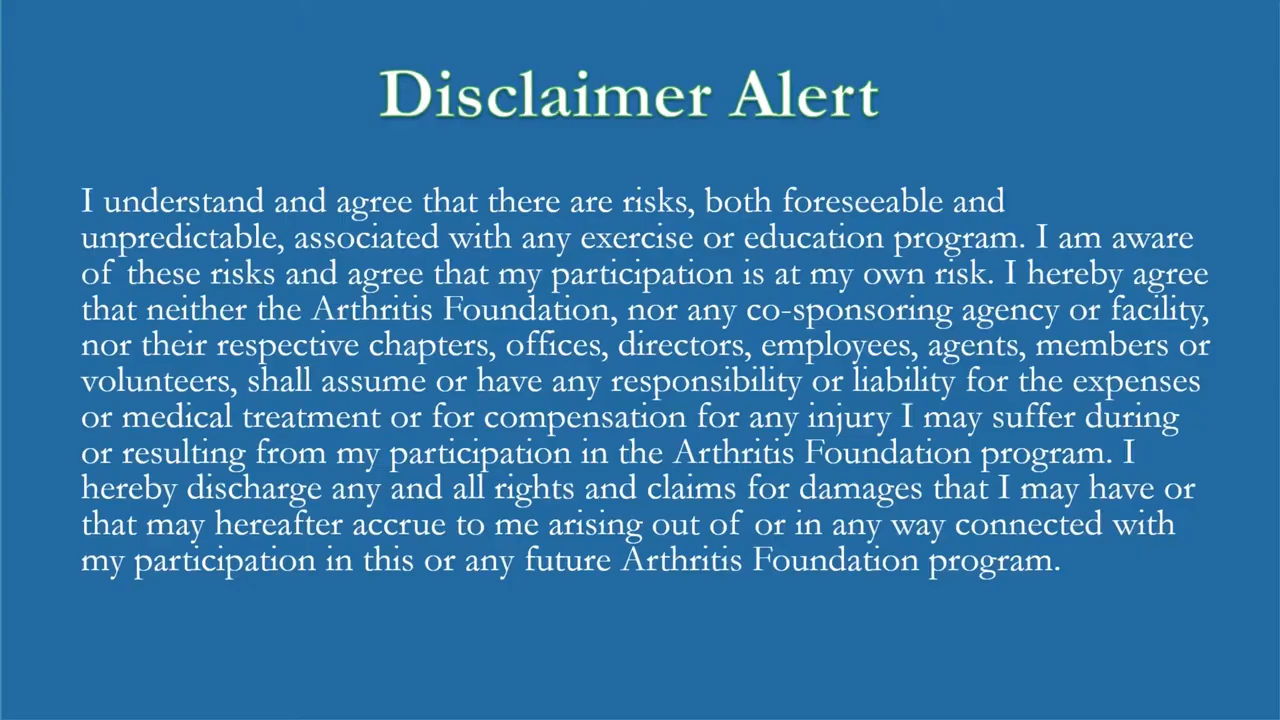 Disclaimer Alert
I understand and agree that there are risks, both foreseeable and
unpredictable, associated with any exercise or education program. I am aware
of these risks and agree that my participation is at my own risk. I hereby agree
that neither the Arthritis Foundation, nor any co-sponsoring agency or facility,
nor their respective chapters, offices, directors, employees, agents, members or
volunteers, shall assume or have any responsibility or liability for the expenses
or medical treatment or for compensation for any injury I may suffer during
or resulting from my participation in the Arthritis Foundation program. I
hereby discharge any and all rights and claims for damages that I may have or
that may hereafter accrue to me arising out of or in any way connected with
my participation in this or any future Arthritis Foundation program.